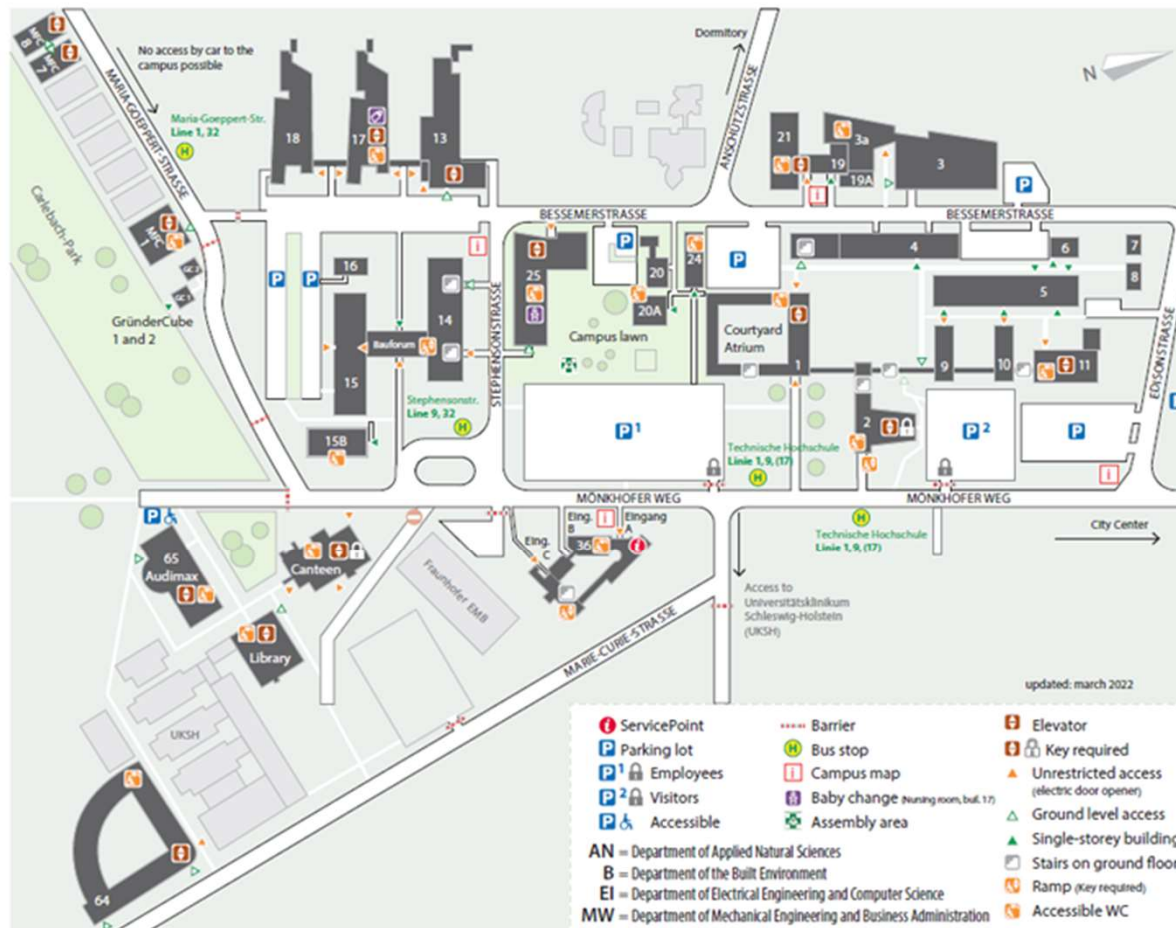 MFC
8
MFC
7
No access by car to the
campus possible
MARIA-GOEPPERT-STRASSE
Maria-Goeppert-Str.
Line 1, 32
H
Carlebach-Park
MFC
1
GC 2
GC 1
GründerCube
1 and 2
18
17
13
Dormitory
ANSCHÜTZSTRASSE
N
21
3a
19
19A
3
P
i
BESSEMERSTRASSE
BESSEMERSTRASSE
P
P
16
15
Bauforum
14
i
STEPHENSONSTRASSE
25
P
20
20A
24
P
4
6
7
8
5
Campus lawn
Courtyard
Atrium
1
9
10
11
EDISONSTRASSE
P
Stephensonstr.
Line 9, 32
H
15B
P1
Technische Hochschule
Linie 1, 9, (17)
H
2
P2
P
i
MÖNKHOFER WEG
MÖNKHOFER WEG
P
65
Audimax
Canteen
Library
Eing.
B
i
Eingang
A
Eing.
C
36
i
Fraunhofer EMB
H
Technische Hochschule
Linie 1, 9, (17)
City Center
Access to
Universitätsklinikum
Schleswig-Holstein
(UKSH)
MARIE-CURIE-STRASSE
UKSH
64
updated: march 2022
i ServicePoint
P Parking lot
P1 Employees
P2 Visitors
P Accessible
Barrier
H Bus stop
i Campus map
Baby change (Nursing room, buil. 17)
Assembly area
Elevator
Key required
Unrestricted access
(electric door opener)
Ground level access
Single-storey building
Stairs on ground floor
Ramp (Key required)
Accessible WC
AN = Department of Applied Natural Sciences
B = Department of the Built Environment
EI = Department of Electrical Engineering and Computer Science
MW = Department of Mechanical Engineering and Business Administration